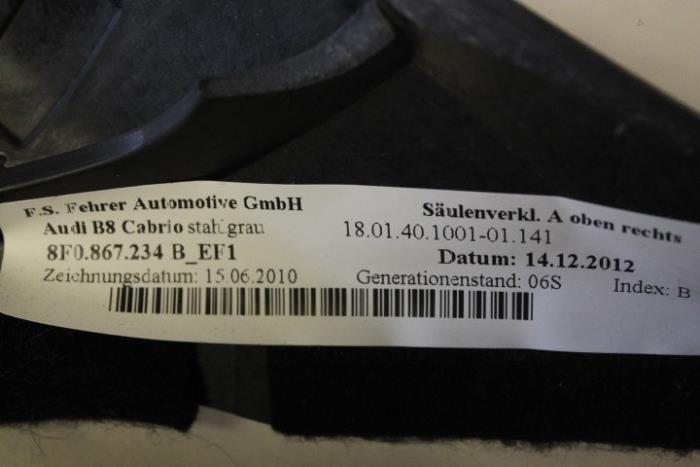 F.S. Fehrer Automotive GmbH Säulenverkl. A oben rechts
Audi B8 Cabrio stahlgrau 18.01.40.1001-01.141
8F0.867.234 B_EF1 Datum: 14.12.2012
Zeichnungsdatum: 15.06.2010 Generationenstand: 06S Index: B